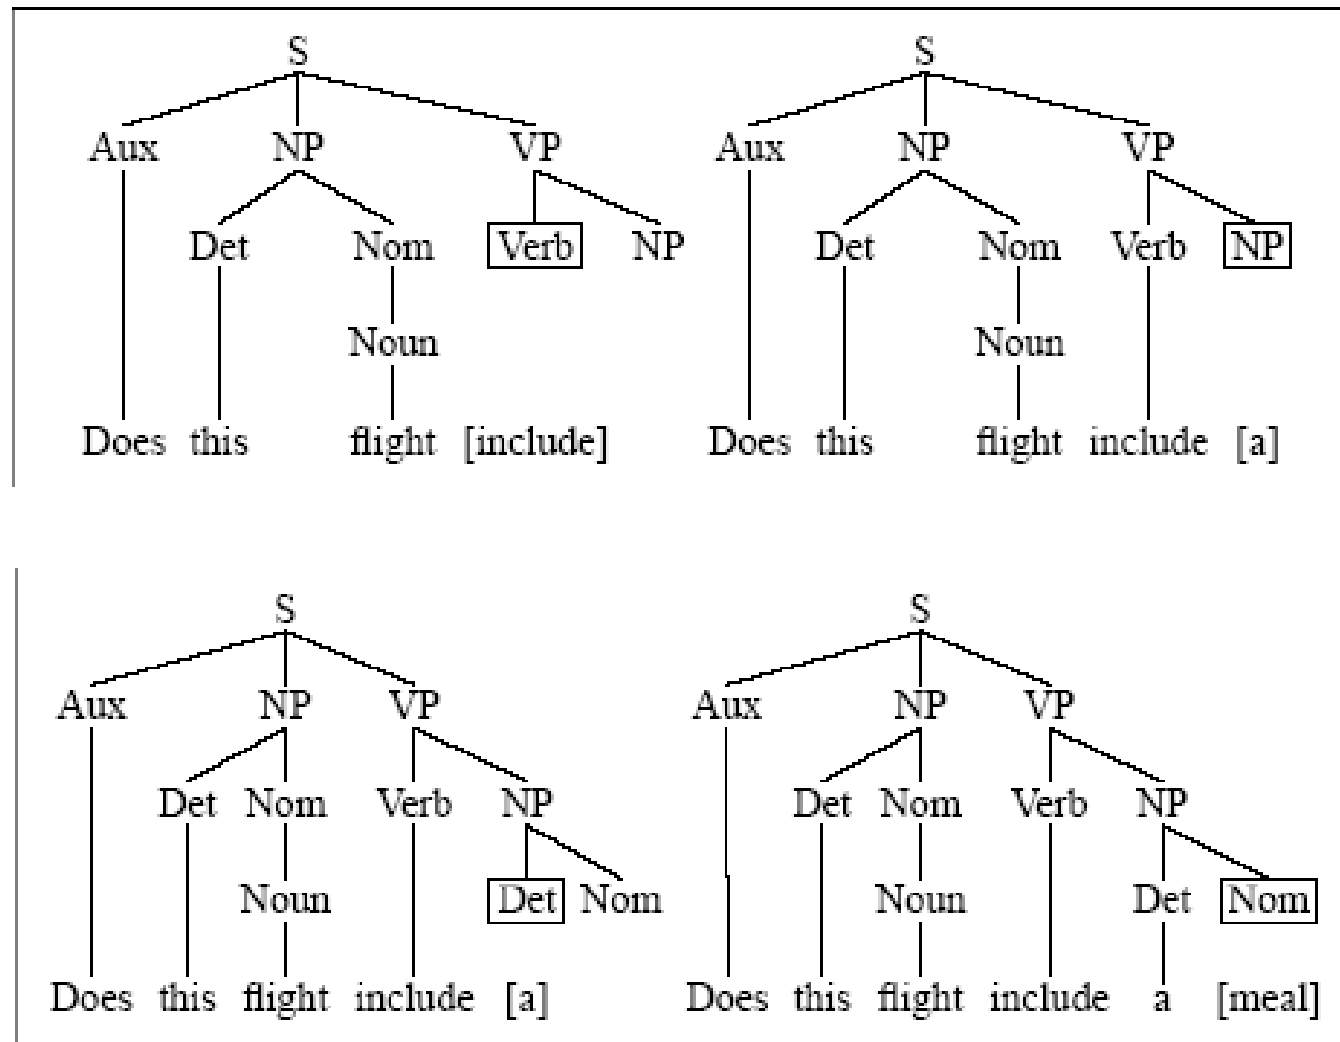 S S
Aux NP VP Aux NP VP
Det Nom Verb NP Det Nom Verb NP
Noun Noun
Does this flight [include] Does this flight include [a]
S S
Aux NP VP Aux NP VP
Det Nom Verb NP Det Nom Verb NP
Noun Det Nom Noun Det Nom
Does this flight include [a] Does this flight include a [meal]